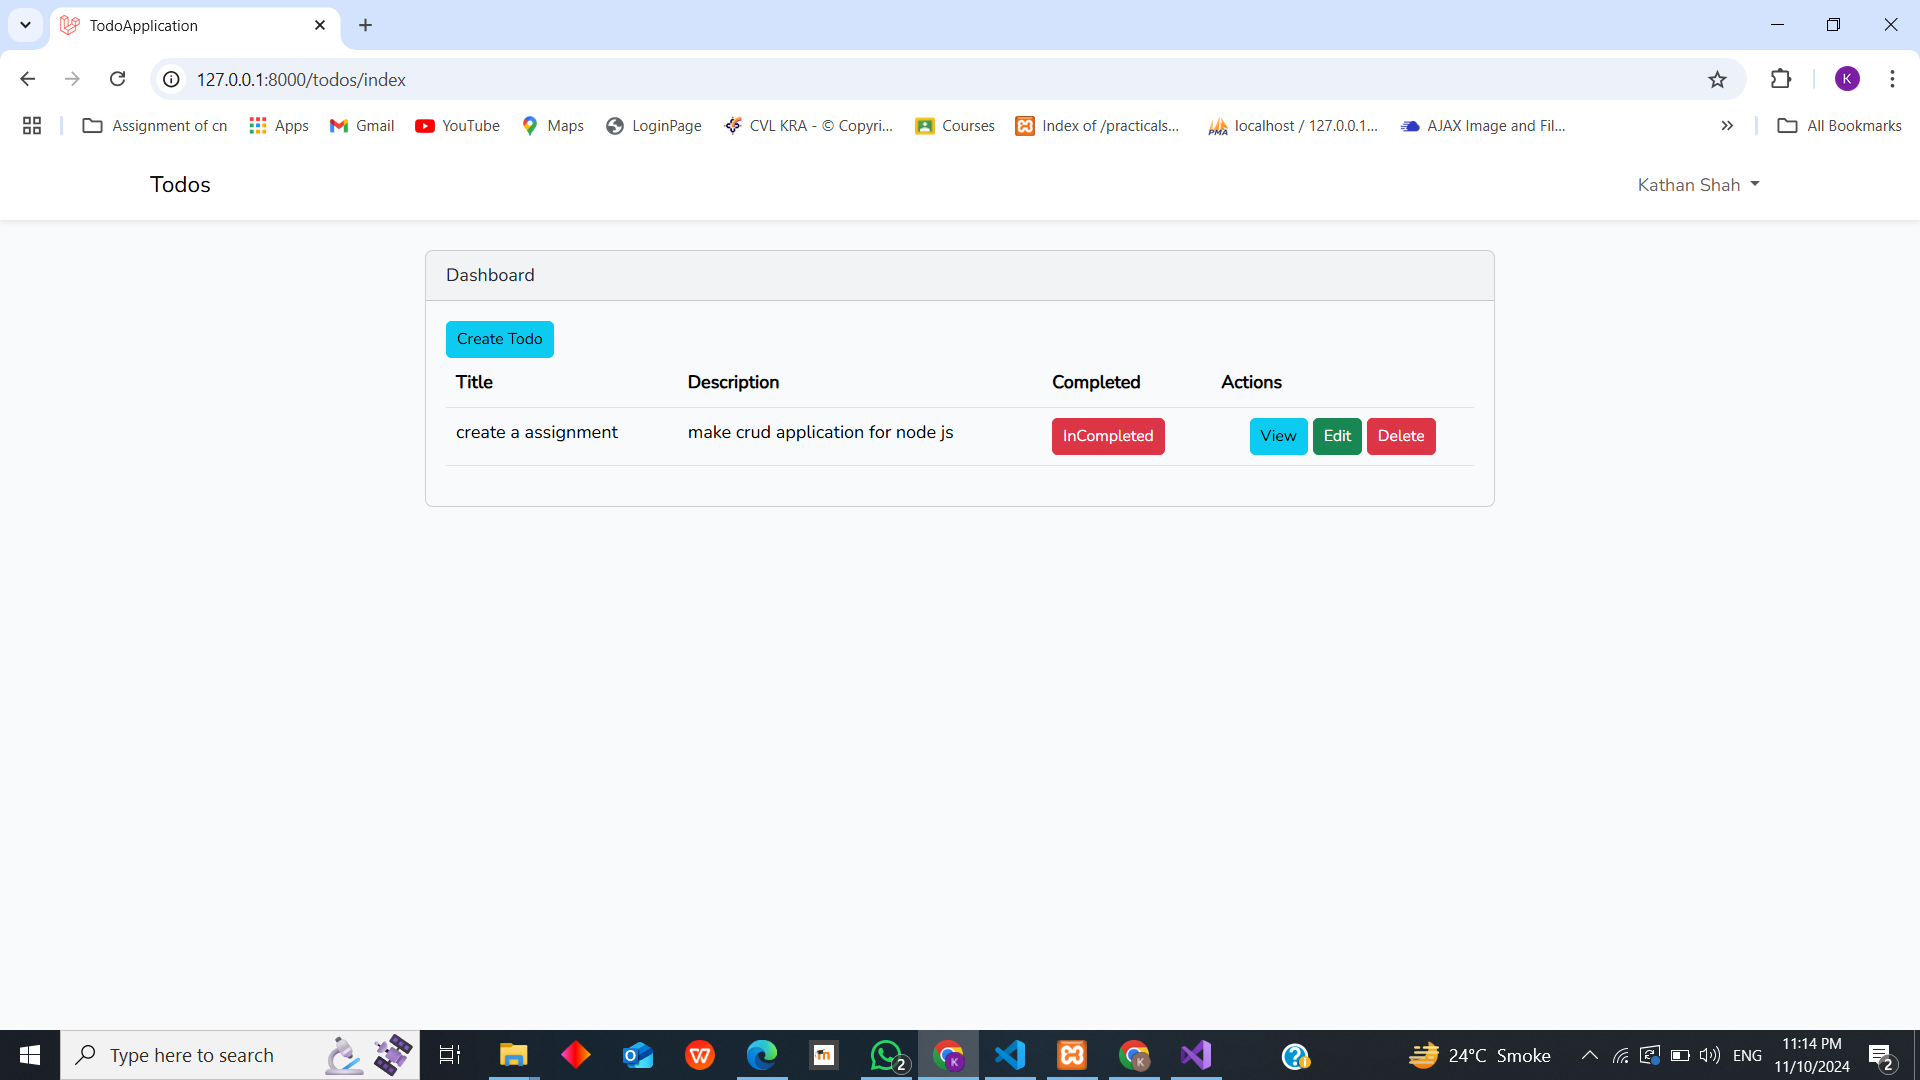 TodoApplication
127.0.0.1:8000/todos/index
K
Assignment of cn
Apps
Gmail
YouTube
Maps
LoginPage
CVL KRA - © Copyri...
Courses
Index of /practicals...
PMA
localhost / 127.0.0.1...
AJAX Image and Fil...
All Bookmarks
Todos
Kathan Shah
Dashboard
Create Todo
Title Description Completed Actions
create a assignment make crud application for node js InCompleted View Edit Delete
Type here to search
2
24°C Smoke
ENG
11:14 PM
11/10/2024
2